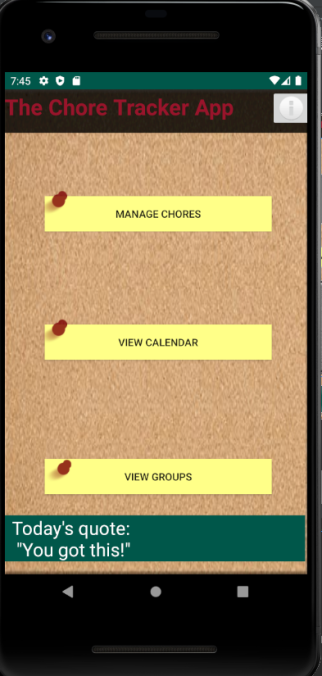 7:45
The Chore Tracker App
MANAGE CHORES
VIEW CALENDAR
VIEW GROUPS
Today's quote:
"You got this!"